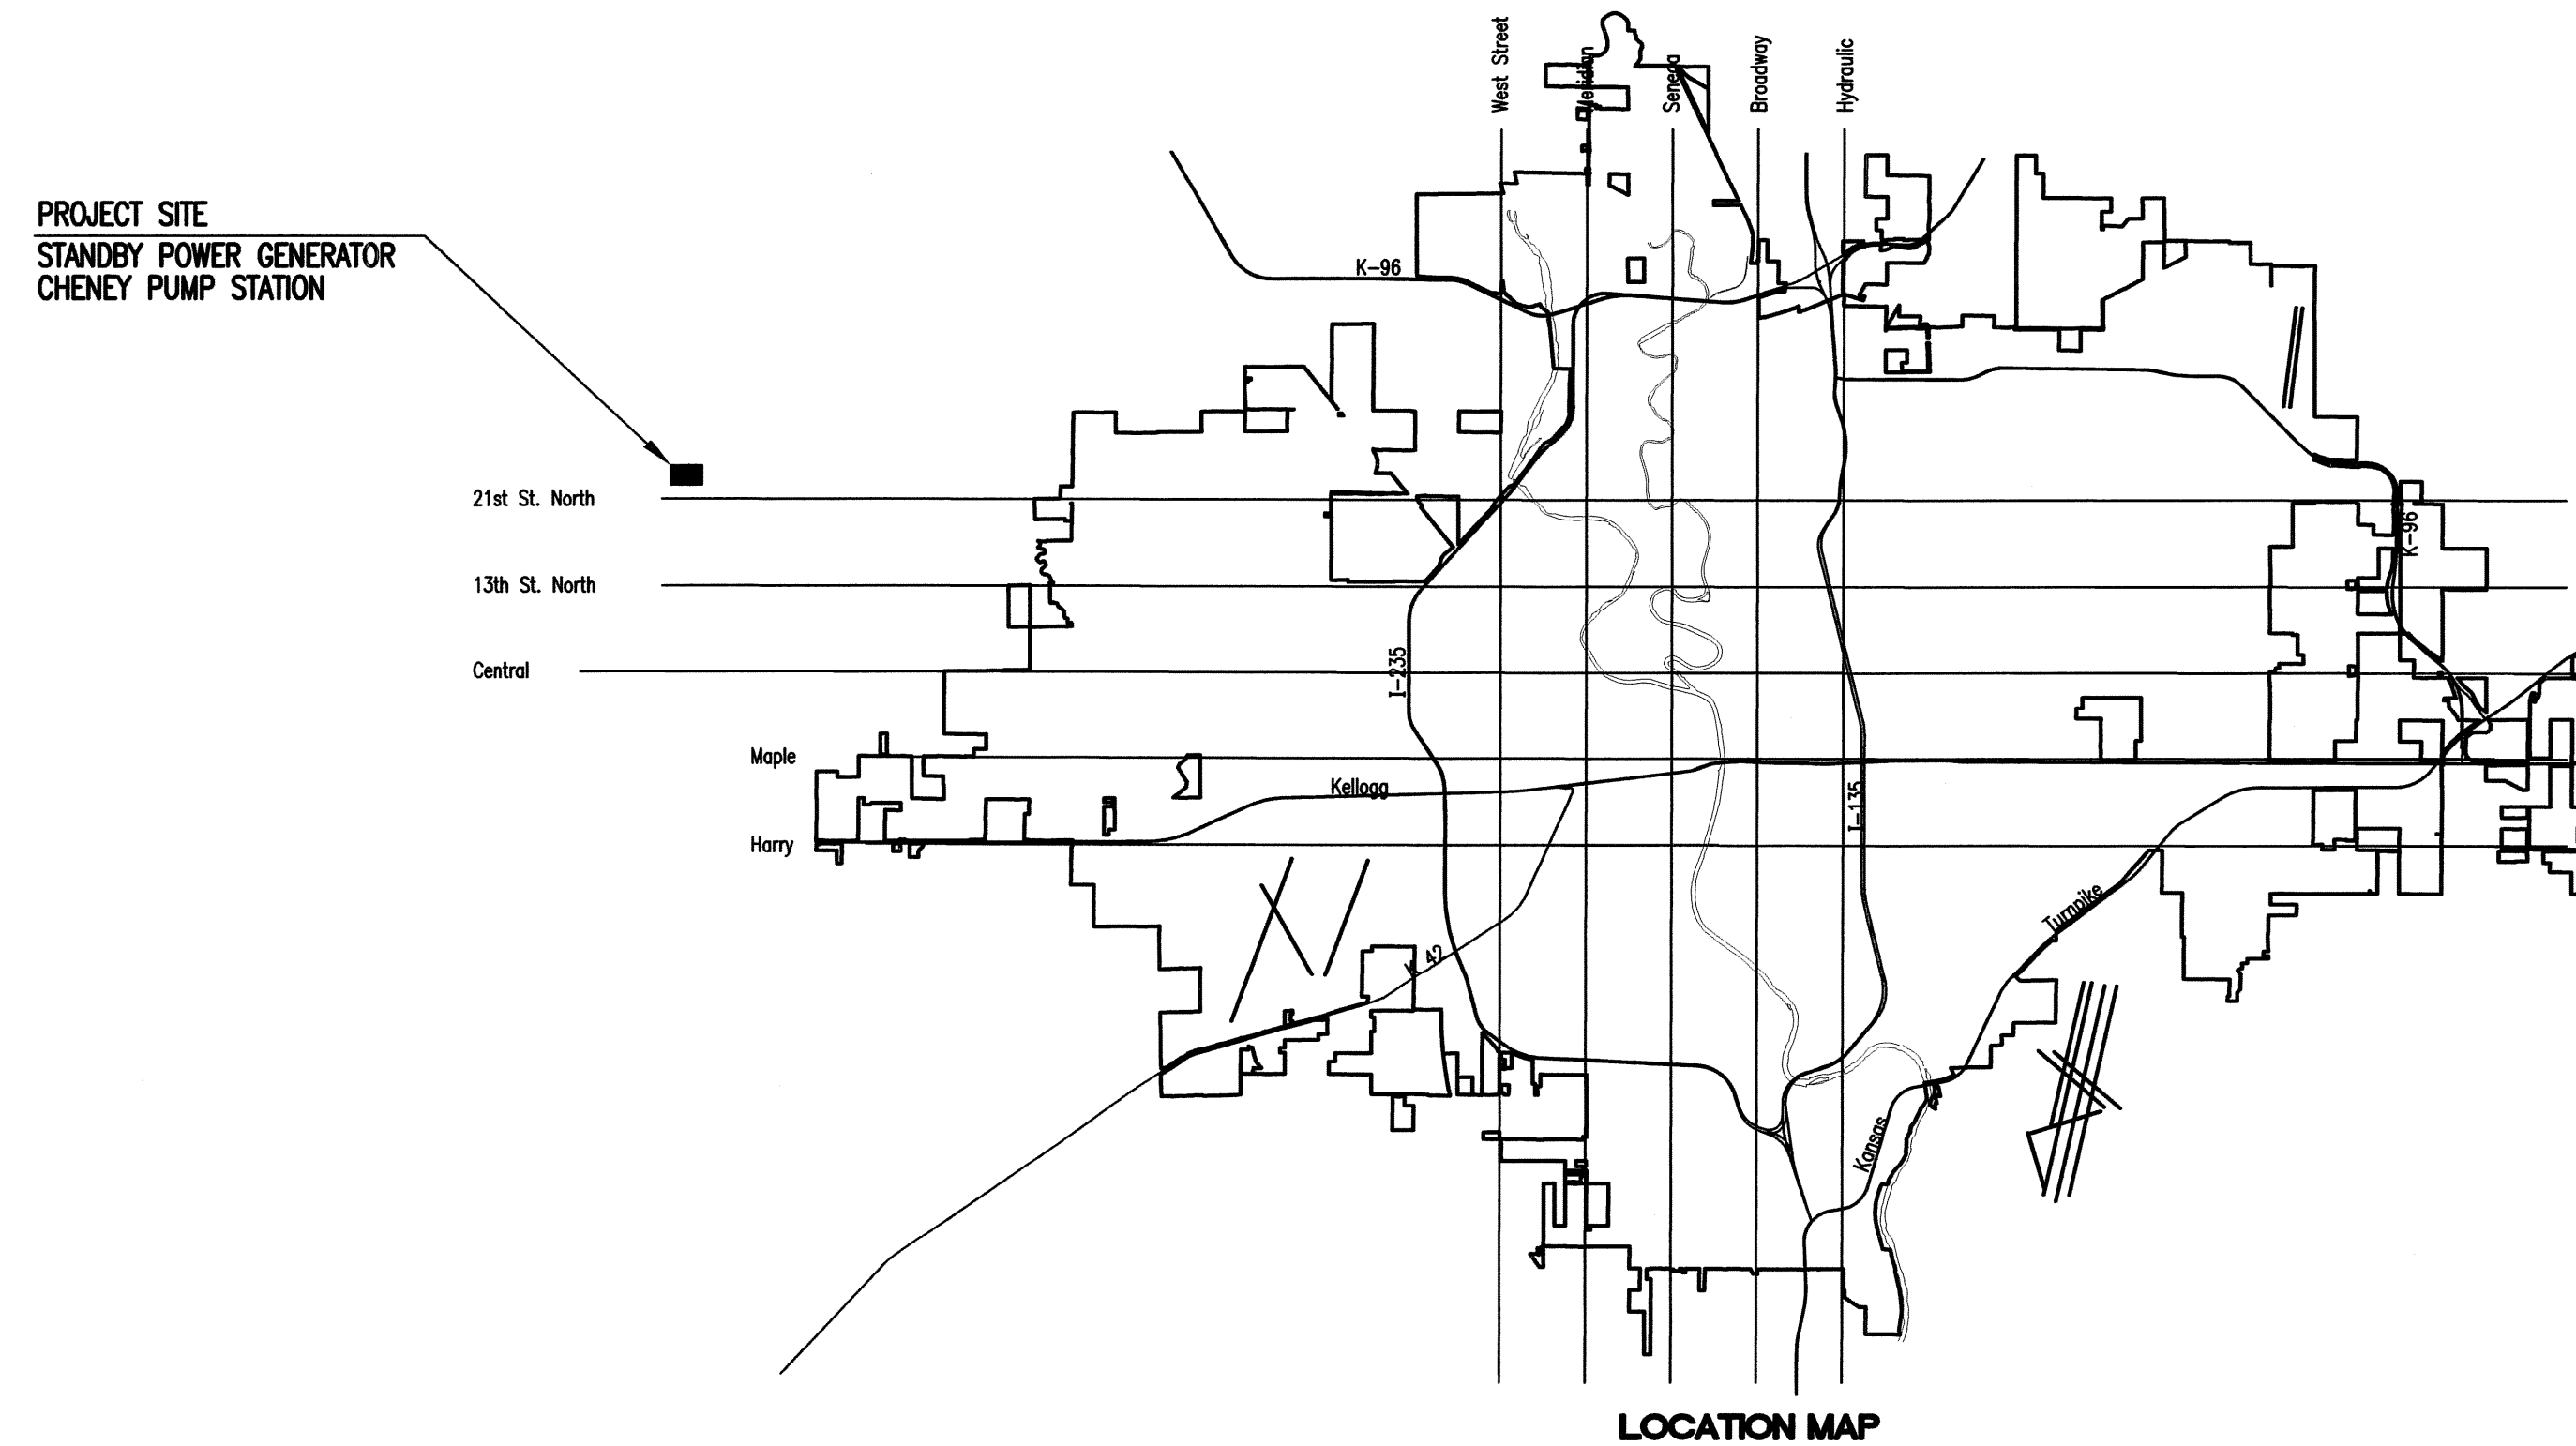 West Street
Meridian
Seneca
Broadway
Hydraulic
PROJECT SITE
STANDBY POWER GENERATOR
CHENEY PUMP STATION
K-96
21st St. North
K-96
13th St. North
Central
I-235
Maple
Kellogg
I-135
Harry
Turnpike
K 42
Kansas
LOCATION MAP